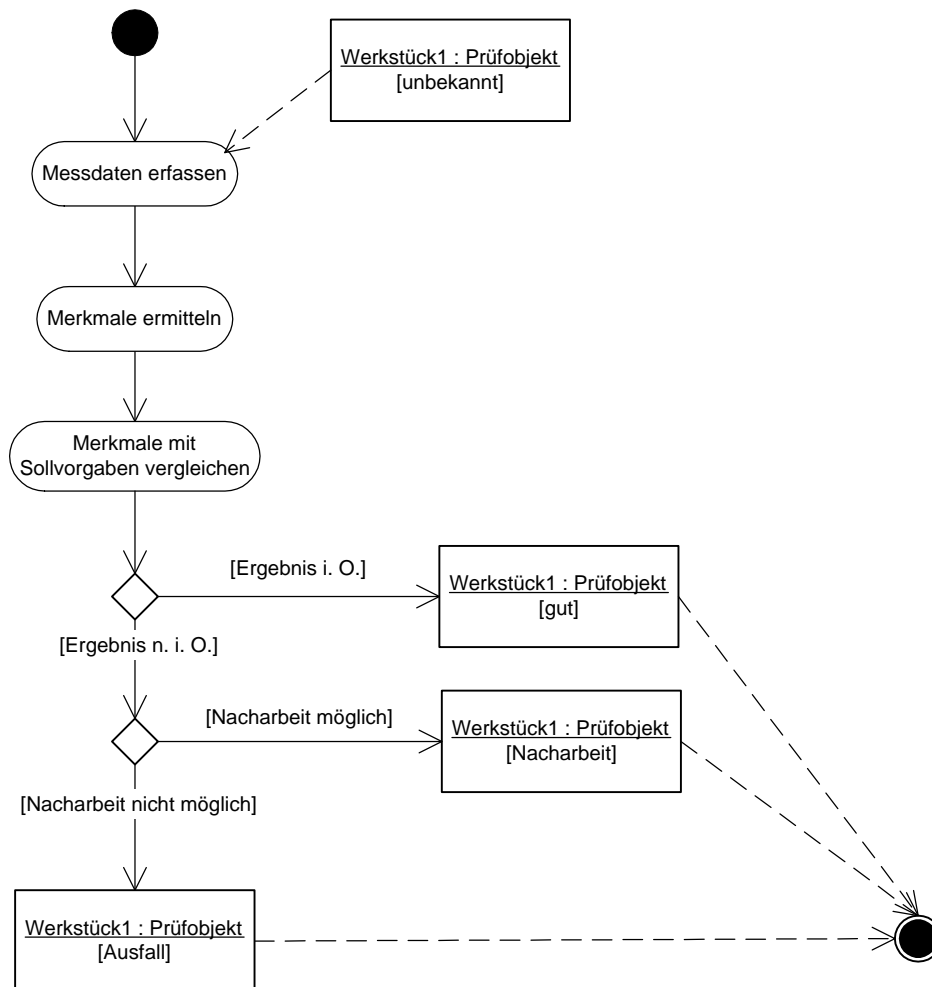 Werkstück1 : Prüfobjekt
[unbekannt]
Messdaten erfassen
Merkmale ermitteln
Merkmale mit
Sollvorgaben vergleichen
[Ergebnis i. O.]
Werkstück1 : Prüfobjekt
[gut]
[Ergebnis n. i. O.]
[Nacharbeit möglich]
Werkstück1 : Prüfobjekt
[Nacharbeit]
[Nacharbeit nicht möglich]
Werkstück1 : Prüfobjekt
[Ausfall]